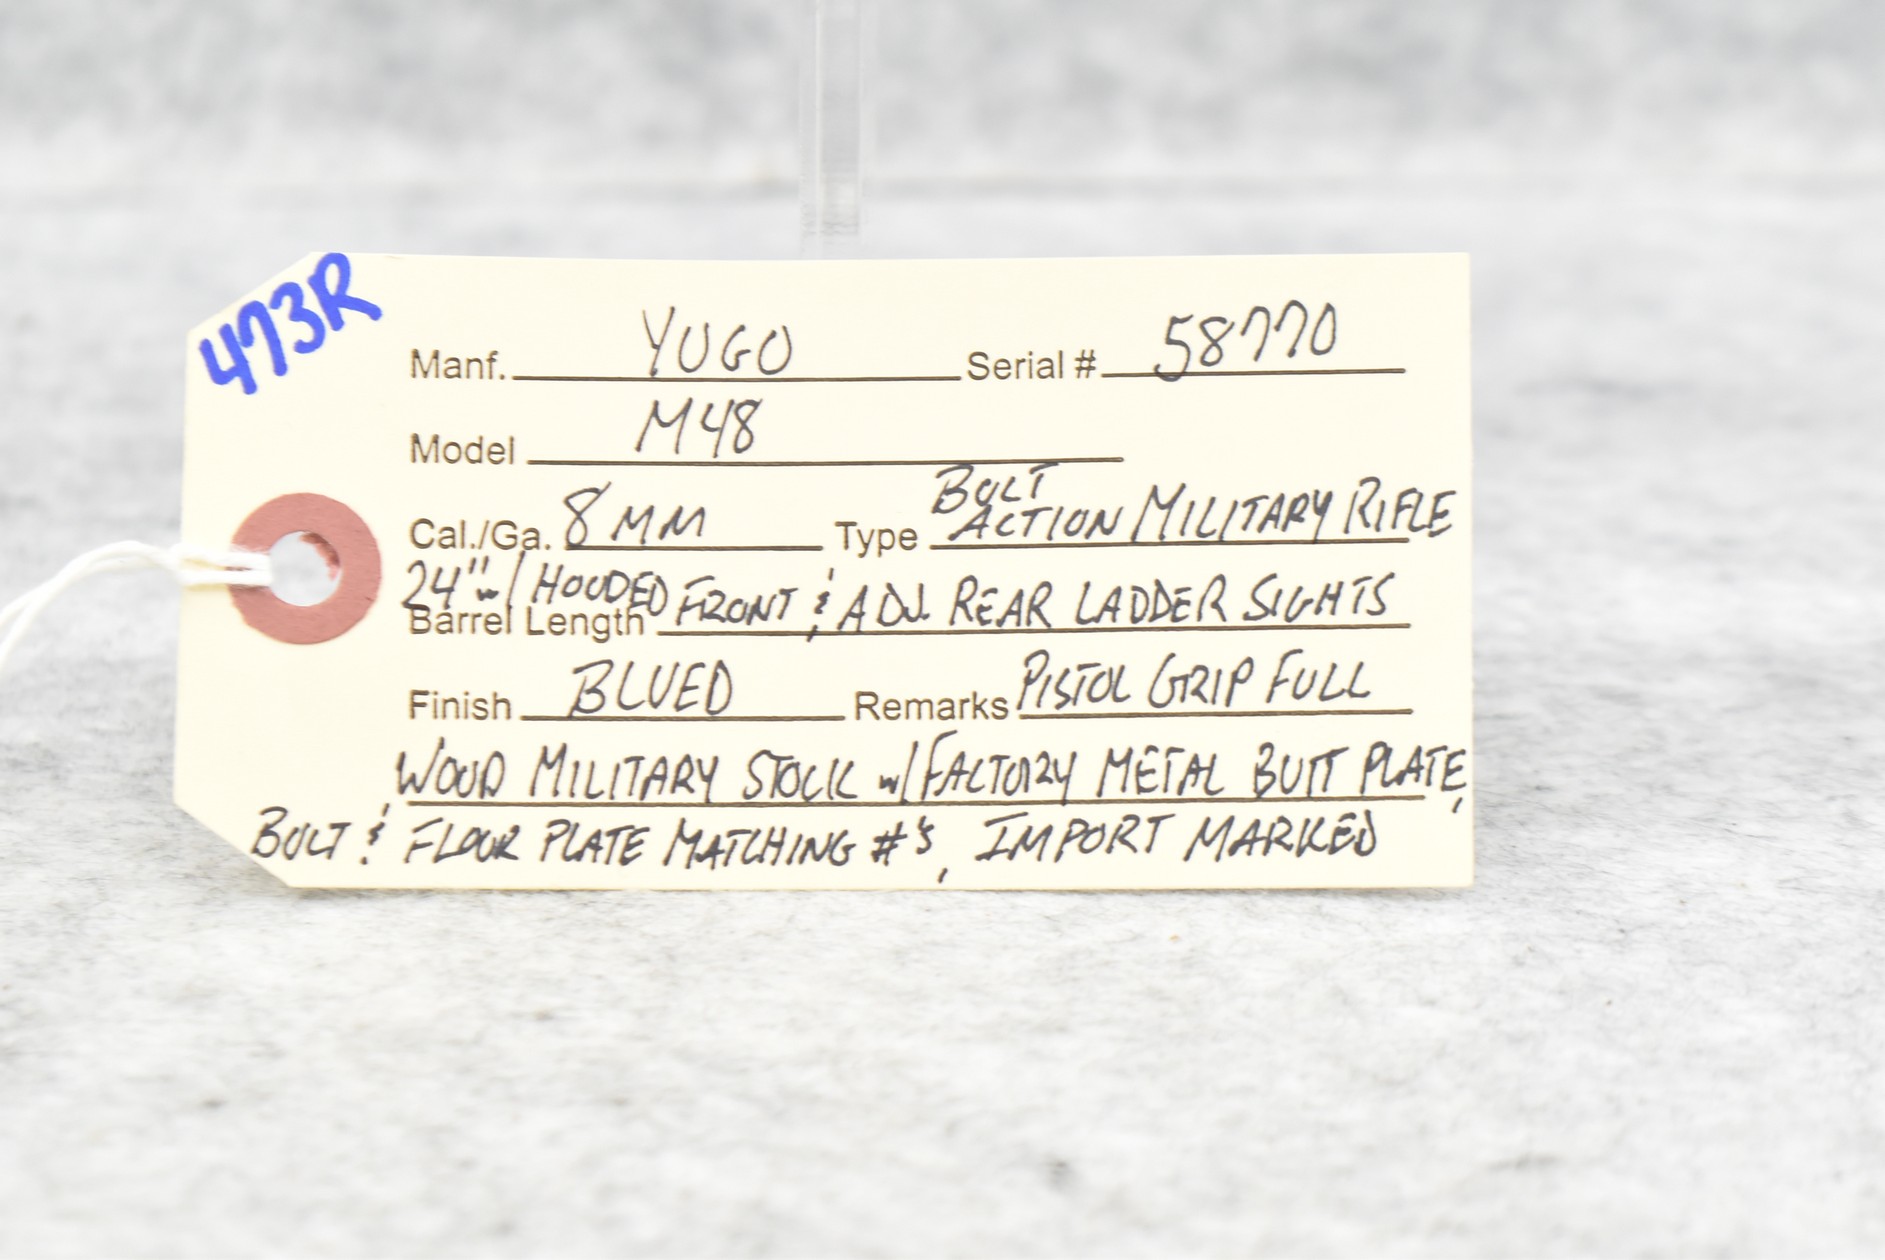 473R
Manf. YUGO Serial # 58770
Model M48
Cal./Ga. 8MM Type BOLT ACTION MILITARY RIFLE
Barrel Length 24" w/ HOODED FRONT & ADJ. REAR LADDER SIGHTS
Finish BLUED Remarks PISTOL GRIP FULL
WOOD MILITARY STOCK w/ FACTORY METAL BUTT PLATE,
BOLT & FLOOR PLATE MATCHING #'s, IMPORT MARKED